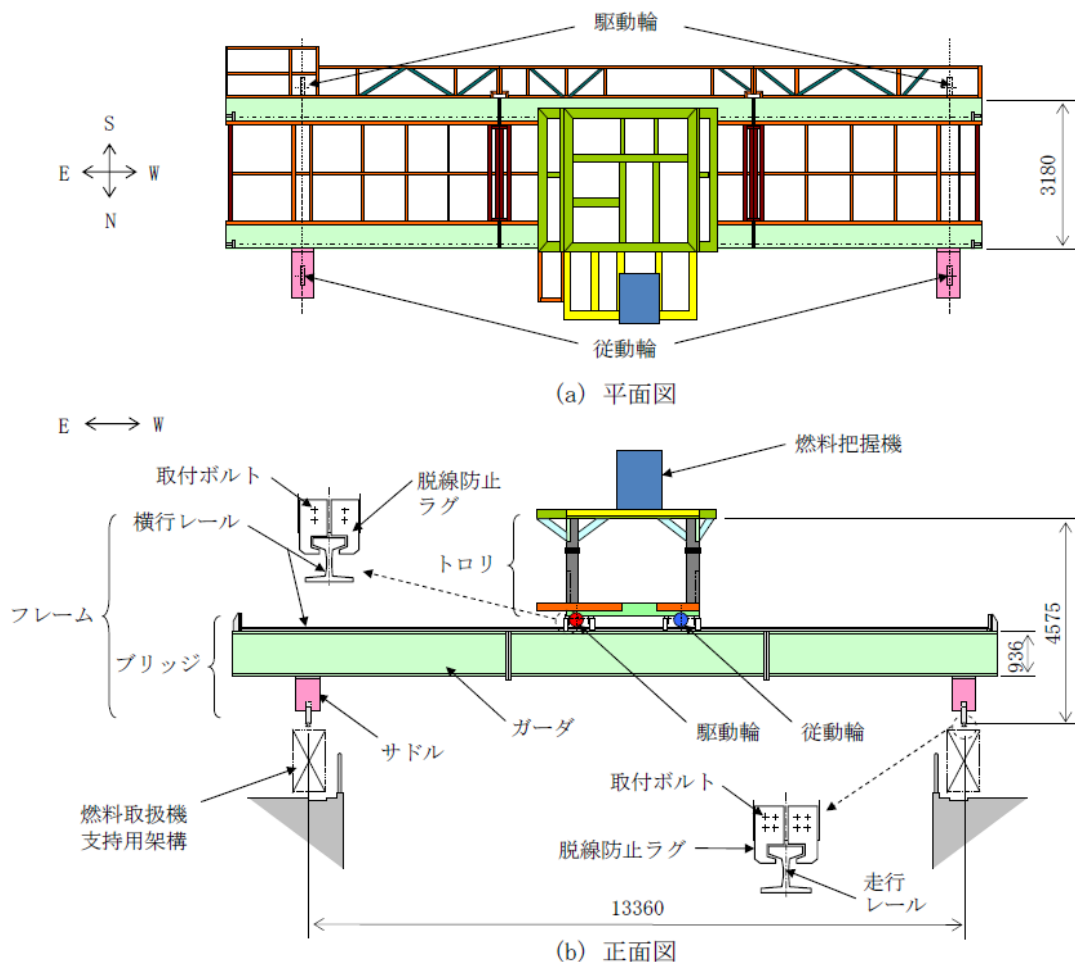 駆動輪
S
E W
N
3180
従動輪
(a) 平面図
E W
燃料把握機
取付ボルト
脱線防止
ラグ
横行レール
トロリ
フレーム
4575
ブリッジ
936
ガーダ
駆動輪
従動輪
サドル
取付ボルト
燃料取扱機
支持用架構
脱線防止ラグ
走行
レール
13360
(b) 正面図